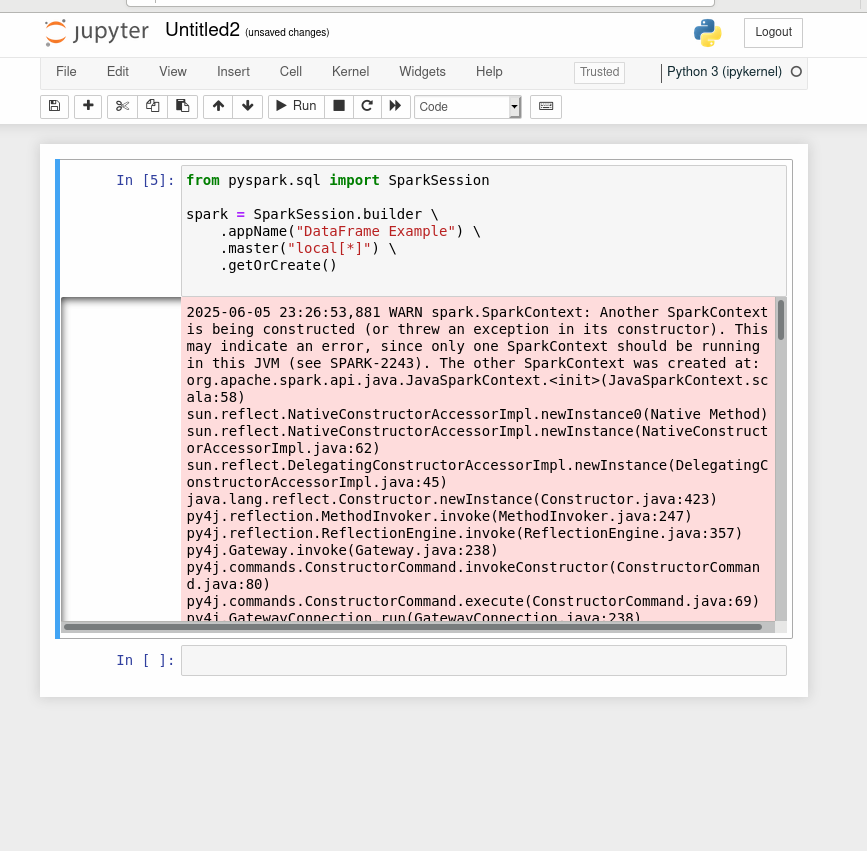 jupyter Untitled2 (unsaved changes)
Logout
File Edit View Insert Cell Kernel Widgets Help
Trusted
Python 3 (ipykernel)
Run
Code
In [5]:
from pyspark.sql import SparkSession
spark = SparkSession.builder \
.appName("DataFrame Example") \
.master("local[*]") \
.getOrCreate()
2025-06-05 23:26:53,881 WARN spark.SparkContext: Another SparkContext
is being constructed (or threw an exception in its constructor). This
may indicate an error, since only one SparkContext should be running
in this JVM (see SPARK-2243). The other SparkContext was created at:
org.apache.spark.api.java.JavaSparkContext.<init>(JavaSparkContext.sc
ala:58)
sun.reflect.NativeConstructorAccessorImpl.newInstance0(Native Method)
sun.reflect.NativeConstructorAccessorImpl.newInstance(NativeConstruct
orAccessorImpl.java:62)
sun.reflect.DelegatingConstructorAccessorImpl.newInstance(DelegatingC
onstructorAccessorImpl.java:45)
java.lang.reflect.Constructor.newInstance(Constructor.java:423)
py4j.reflection.MethodInvoker.invoke(MethodInvoker.java:247)
py4j.reflection.ReflectionEngine.invoke(ReflectionEngine.java:357)
py4j.Gateway.invoke(Gateway.java:238)
py4j.commands.ConstructorCommand.invokeConstructor(ConstructorComman
d.java:80)
py4j.commands.ConstructorCommand.execute(ConstructorCommand.java:69)
py4j.GatewayConnection.run(GatewayConnection.java:238)
In [ ]: